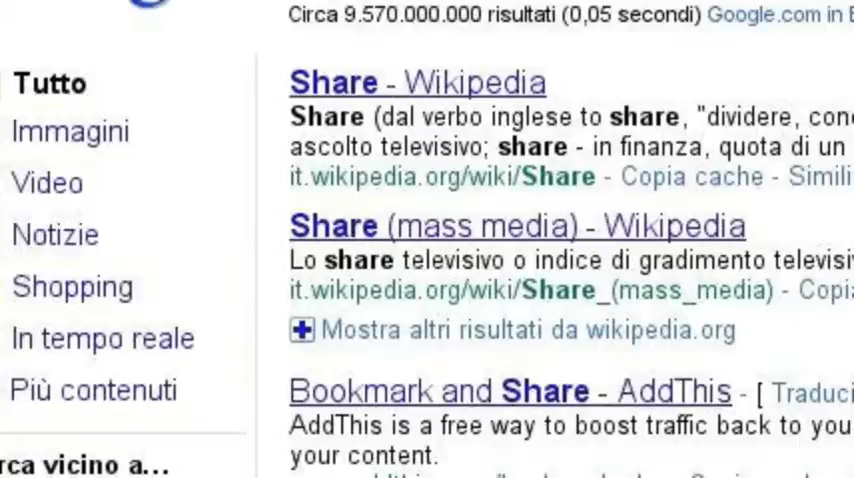 Circa 9.570.000.000 risultati (0,05 secondi) Google.com in
Tutto
Immagini
Video
Notizie
Shopping
In tempo reale
Più contenuti
vicino a...
Share - Wikipedia
Share (dal verbo inglese to share, "dividere,
ascolto televisivo; share - in finanza, quota di un
it.wikipedia.org/wiki/Share - Copia cache - Simili
Share (mass media) - Wikipedia
Lo share televisivo o indice di gradimento
it.wikipedia.org/wiki/Share_(mass_media) - Copia
Mostra altri risultati da wikipedia.org
Bookmark and Share - AddThis - [
AddThis is a free way to boost traffic back to
your content.